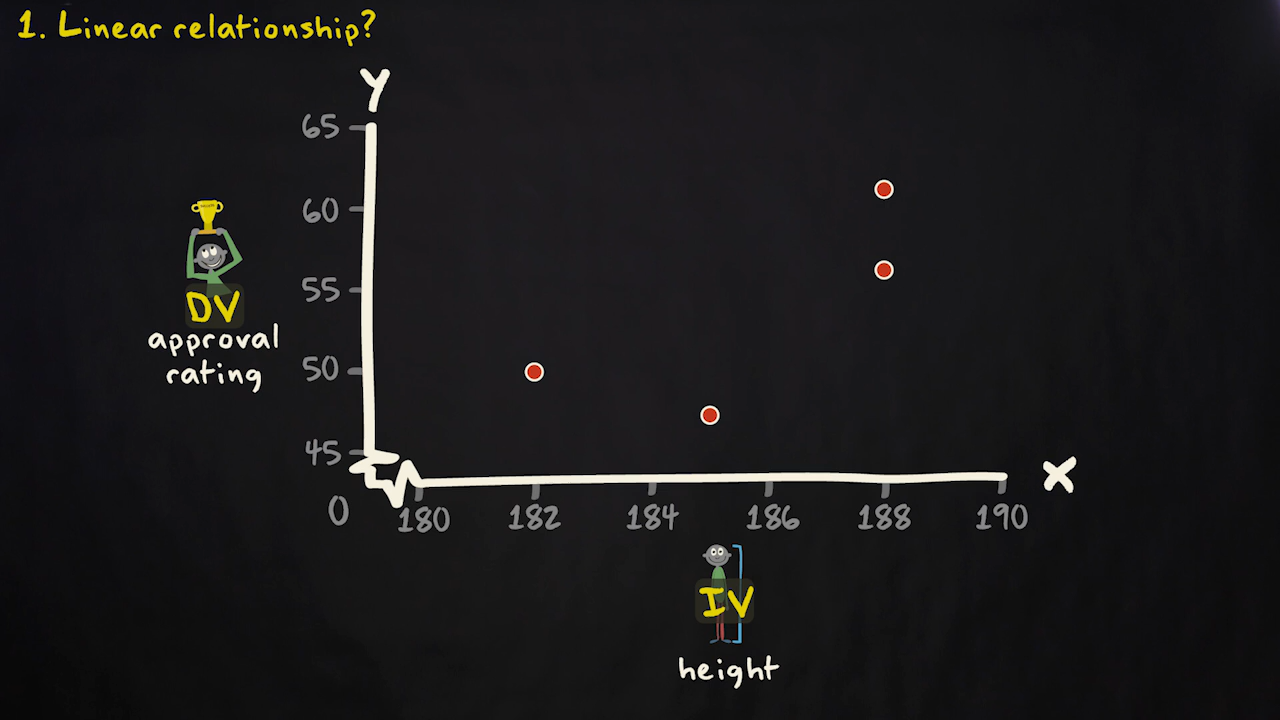 1. Linear relationship?
Y
65
60
55
50
45
DV
approval
rating
0
180 182 184 186 188 190
X
IV
height